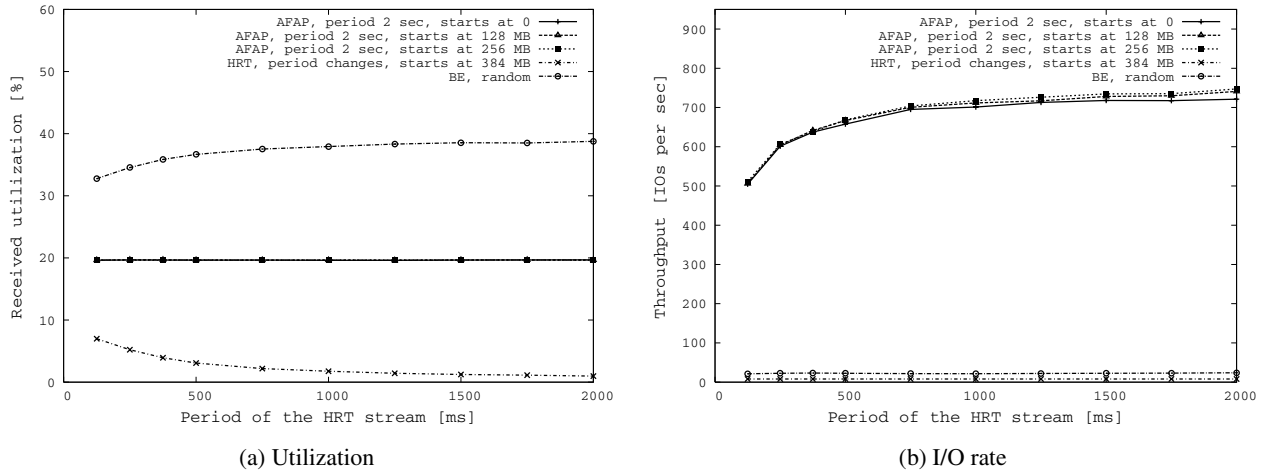 AFAP, period 2 sec, starts at 0
AFAP, period 2 sec, starts at 128 MB
AFAP, period 2 sec, starts at 256 MB
HRT, period changes, starts at 384 MB
BE, random
Received utilization [%]
60
50
40
30
20
10
0
0 500 1000 1500 2000
Period of the HRT stream [ms]
(a) Utilization
AFAP, period 2 sec, starts at 0
AFAP, period 2 sec, starts at 128 MB
AFAP, period 2 sec, starts at 256 MB
HRT, period changes, starts at 384 MB
BE, random
Throughput [IOs per sec]
900
800
700
600
500
400
300
200
100
0
0 500 1000 1500 2000
Period of the HRT stream [ms]
(b) I/O rate